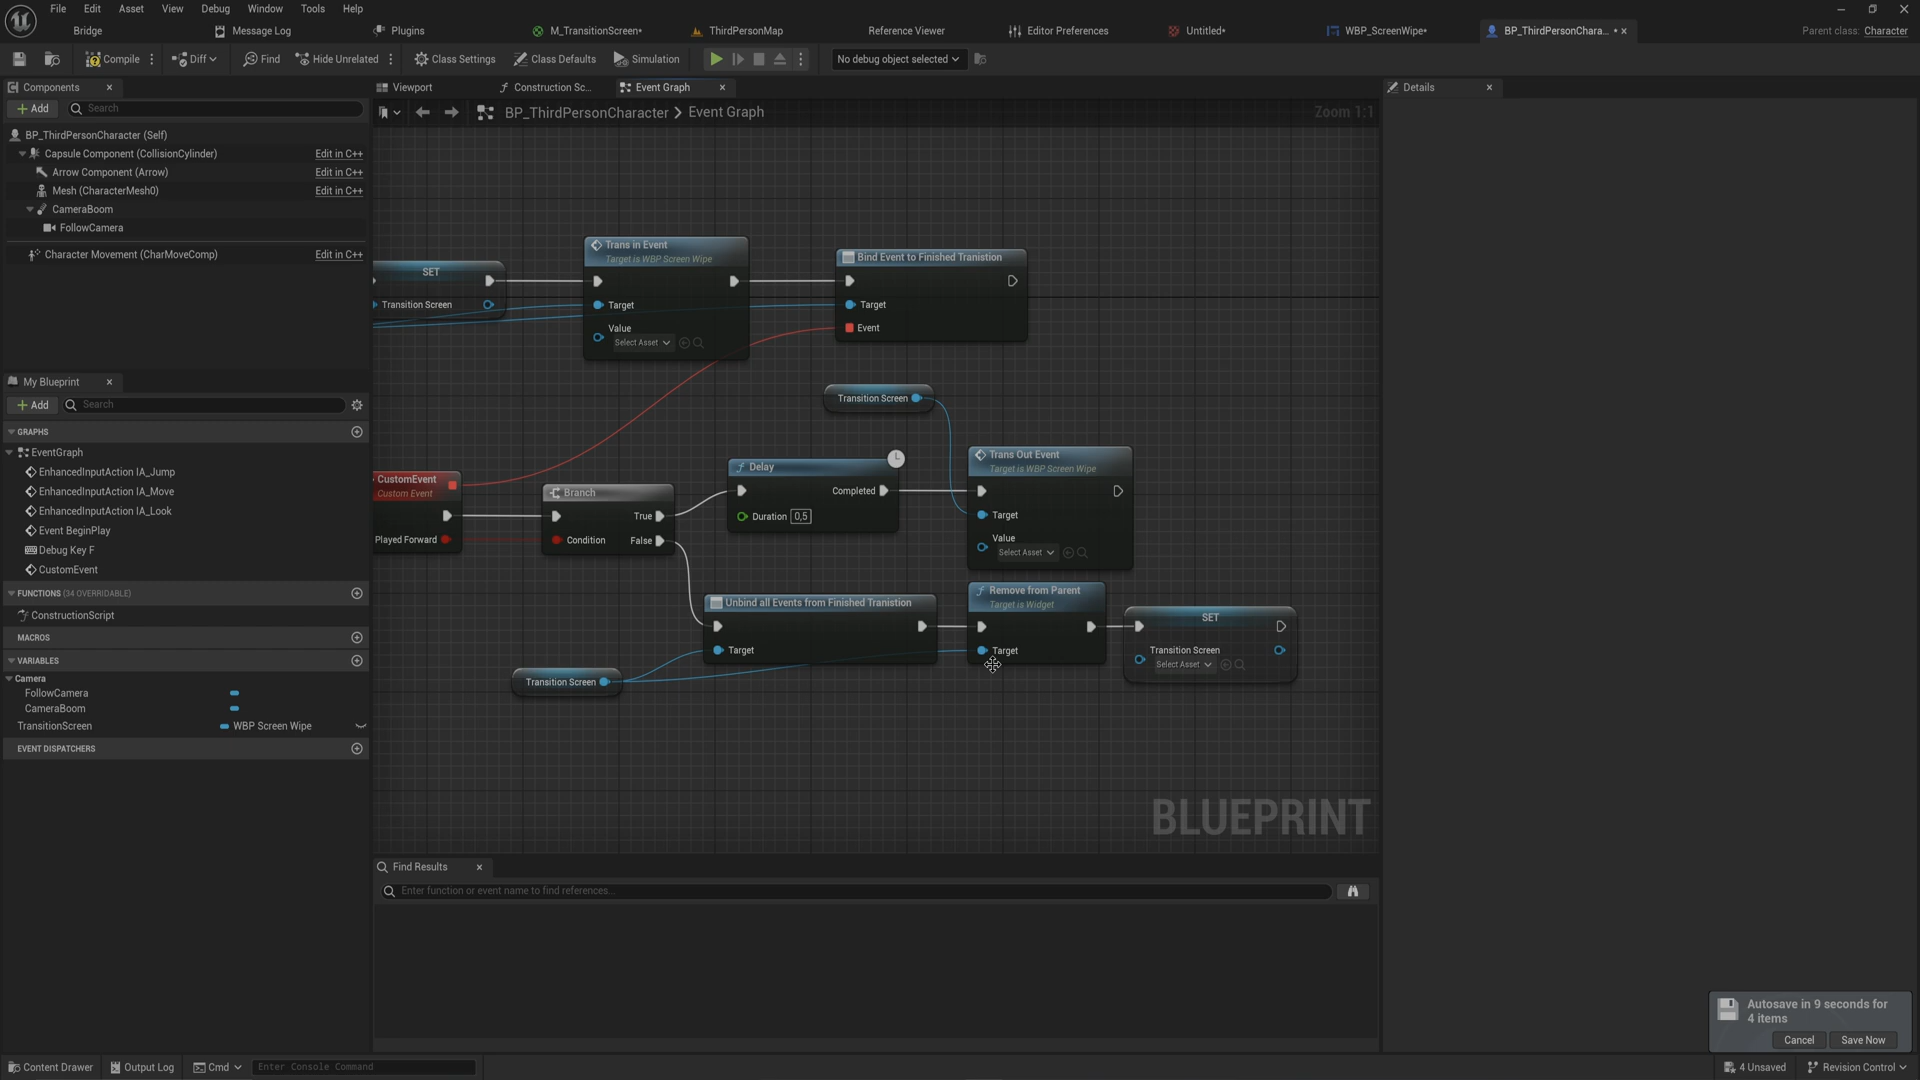 File Edit Asset View Debug Window Tools Help
Bridge Message Log Plugins M_TransitionScreen* ThirdPersonMap Reference Viewer Editor Preferences Untitled* WBP_ScreenWipe* BP_ThirdPersonChara... * Parent class: Character
Compile Diff Find Hide Unrelated Class Settings Class Defaults Simulation No debug object selected
Components
Add Search
BP_ThirdPersonCharacter (Self)
Capsule Component (CollisionCylinder) Edit in C++
Arrow Component (Arrow) Edit in C++
Mesh (CharacterMesh0) Edit in C++
CameraBoom
FollowCamera
Character Movement (CharMoveComp) Edit in C++
My Blueprint
Add Search
GRAPHS
EventGraph
EnhancedInputAction IA_Jump
EnhancedInputAction IA_Move
EnhancedInputAction IA_Look
Event BeginPlay
Debug Key F
CustomEvent
FUNCTIONS (34 OVERRIDABLE)
ConstructionScript
MACROS
VARIABLES
Camera
FollowCamera
CameraBoom
TransitionScreen WBP Screen Wipe
EVENT DISPATCHERS
Viewport Construction Sc... Event Graph
BP_ThirdPersonCharacter > Event Graph Zoom 1:1
SET
Transition Screen
Trans in Event
Target is WBP Screen Wipe
Target
Value
Select Asset
Bind Event to Finished Tranistion
Target
Event
Transition Screen
CustomEvent
Custom Event
Played Forward
Branch
True
Condition False
Delay
Completed
Duration 0,5
Trans Out Event
Target is WBP Screen Wipe
Target
Value
Select Asset
Unbind all Events from Finished Tranistion
Target
Remove from Parent
Target is Widget
Target
SET
Transition Screen
Select Asset
Transition Screen
BLUEPRINT
Find Results
Enter function or event name to find references...
Details
Autosave in 9 seconds for
4 items
Cancel Save Now
Content Drawer Output Log Cmd Enter Console Command 4 Unsaved Revision Control